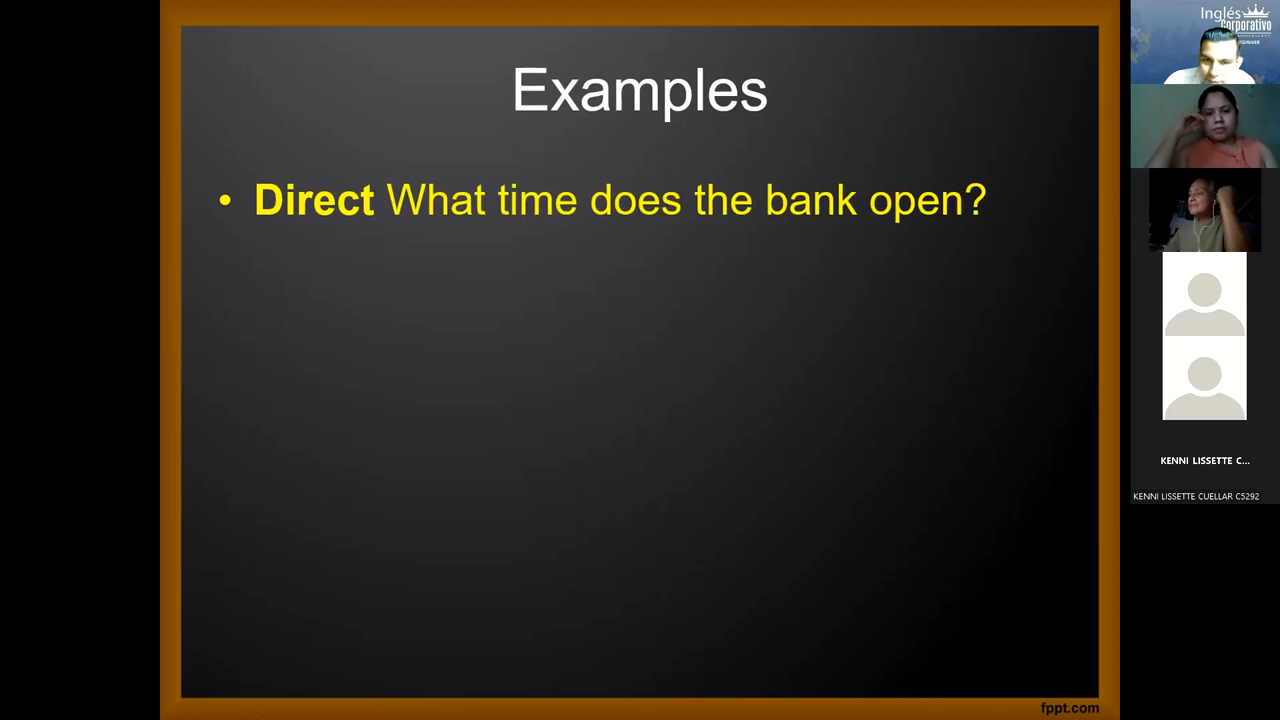 Examples
• Direct What time does the bank open?
fppt.com
Inglés
Corporativo
KENNI LISSETTE C...
KENNI LISSETTE CUELLAR C5292